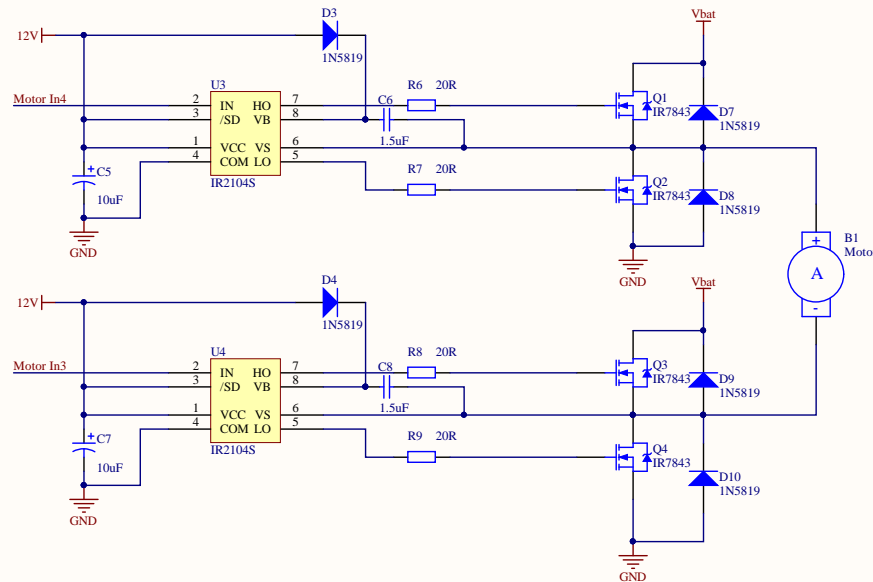 Vbat
D3
12V
1N5819
U3
R6 20R
Motor In4
2 IN HO 7
C6
Q1
3 /SD VB 8
IR7843
D7
1N5819
1.5uF
1 VCC VS 6
4 COM LO 5
C5
+
R7 20R
10uF
IR2104S
Q2
IR7843
D8
1N5819
GND
GND
B1
Moto
+
A
-
D4
Vbat
12V
1N5819
U4
R8 20R
Motor In3
2 IN HO 7
C8
Q3
3 /SD VB 8
IR7843
D9
1N5819
1.5uF
1 VCC VS 6
4 COM LO 5
C7
+
R9 20R
10uF
IR2104S
Q4
IR7843
D10
1N5819
GND
GND